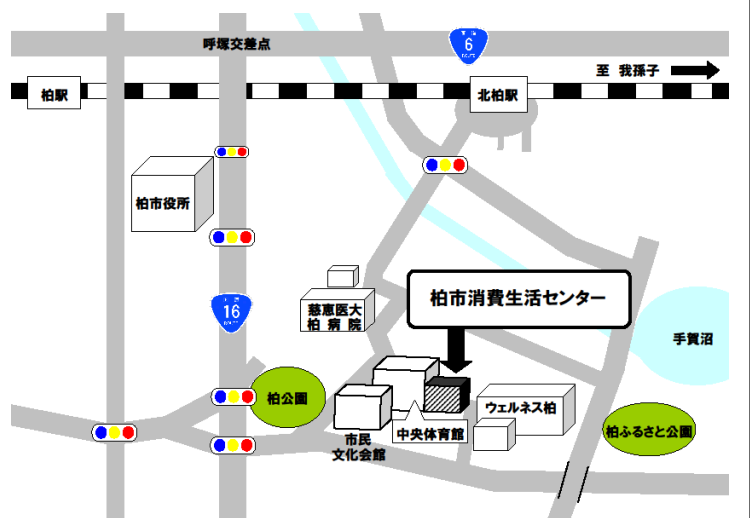 呼塚交差点
6
ROUTE
至 我孫子
柏駅
北柏駅
柏市役所
16
ROUTE
慈恵医大
柏 病 院
柏市消費生活センター
手賀沼
柏公園
ウェルネス柏
市民
文化会館
中央体育館
柏ふるさと公園